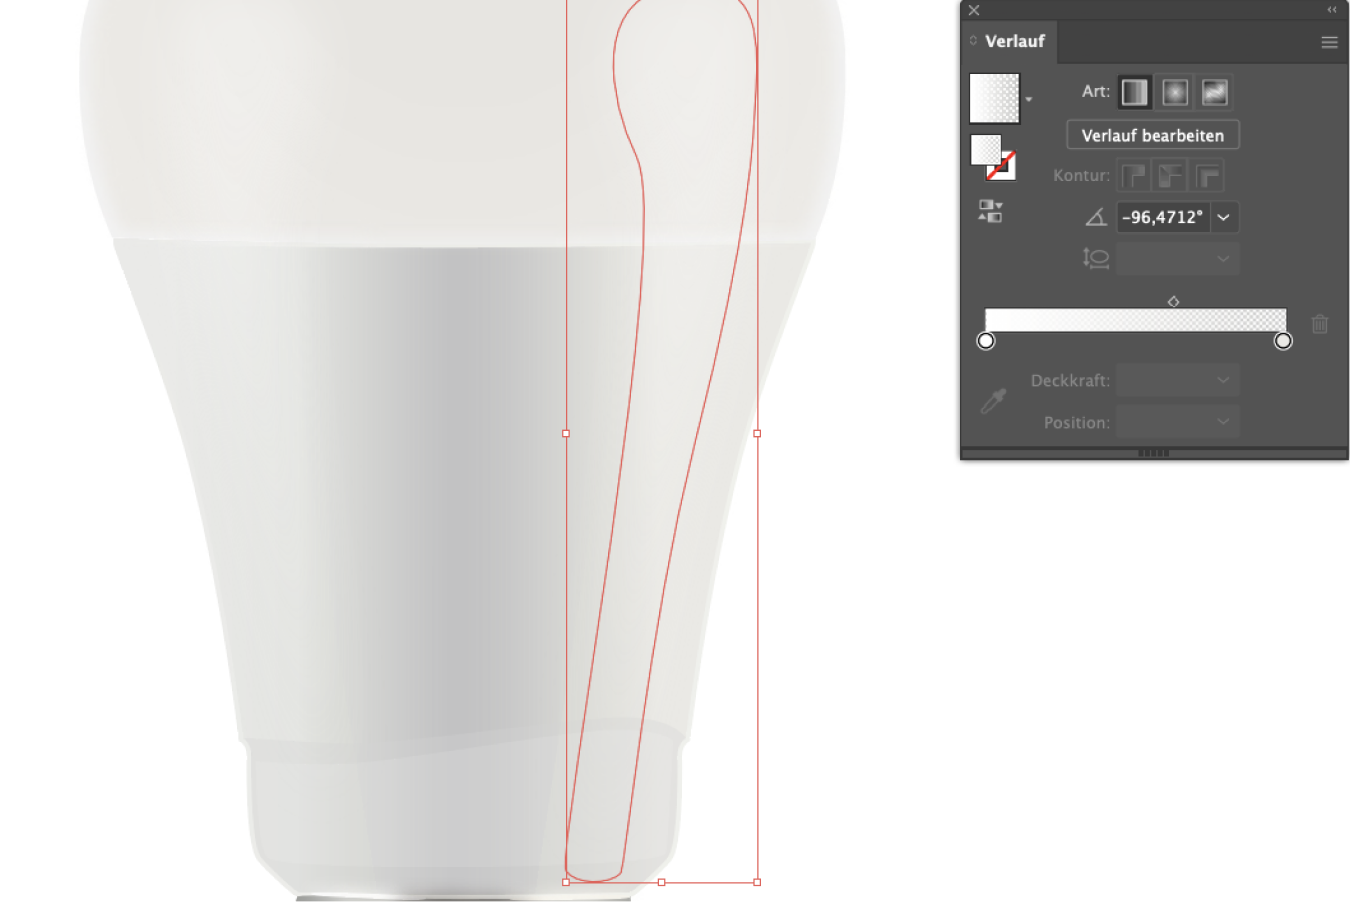 Verlauf
Art:
Verlauf bearbeiten
Kontur:
-96,4712°
Deckkraft:
Position: